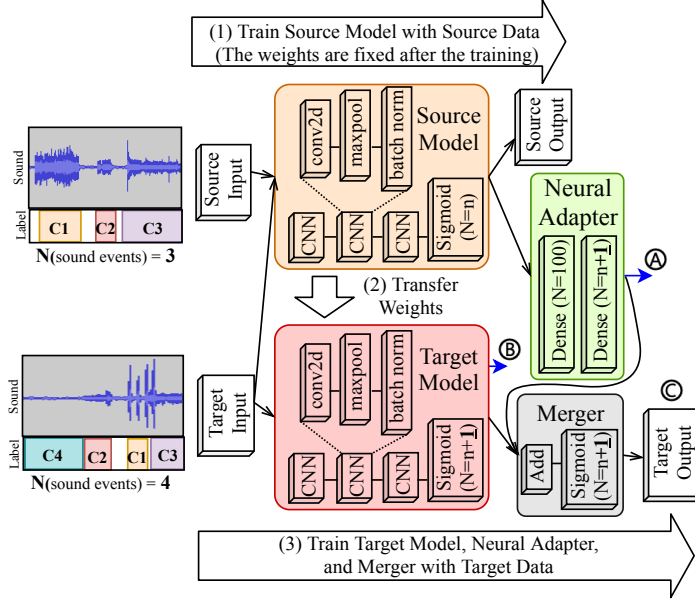 (1) Train Source Model with Source Data
(The weights are fixed after the training)
Sound
Label
C1
C2
C3
N(sound events) = 3
Source
Input
Source
Model
conv2d
maxpool
batch norm
CNN
CNN
CNN
Sigmoid
(N=n)
Source
Output
Neural
Adapter
Dense (N=100)
Dense (N=n+1)
A
(2) Transfer
Weights
Sound
Label
C4
C2
C1
C3
N(sound events) = 4
Target
Input
Target
Model
conv2d
maxpool
batch norm
CNN
CNN
CNN
Sigmoid
(N=n+1)
B
Merger
Add
Sigmoid
(N=n+1)
C
Target
Output
(3) Train Target Model, Neural Adapter,
and Merger with Target Data